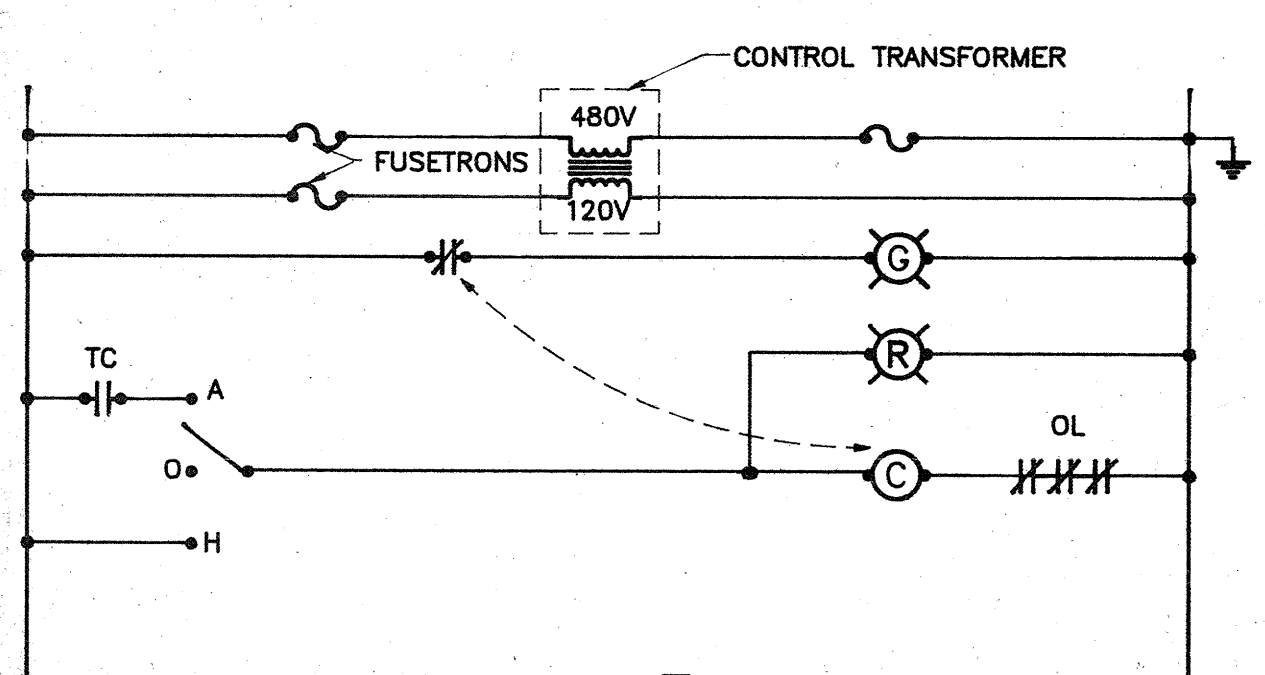 CONTROL TRANSFORMER
480V
FUSETRONS
120V
G
R
TC
A
OL
O
C
H